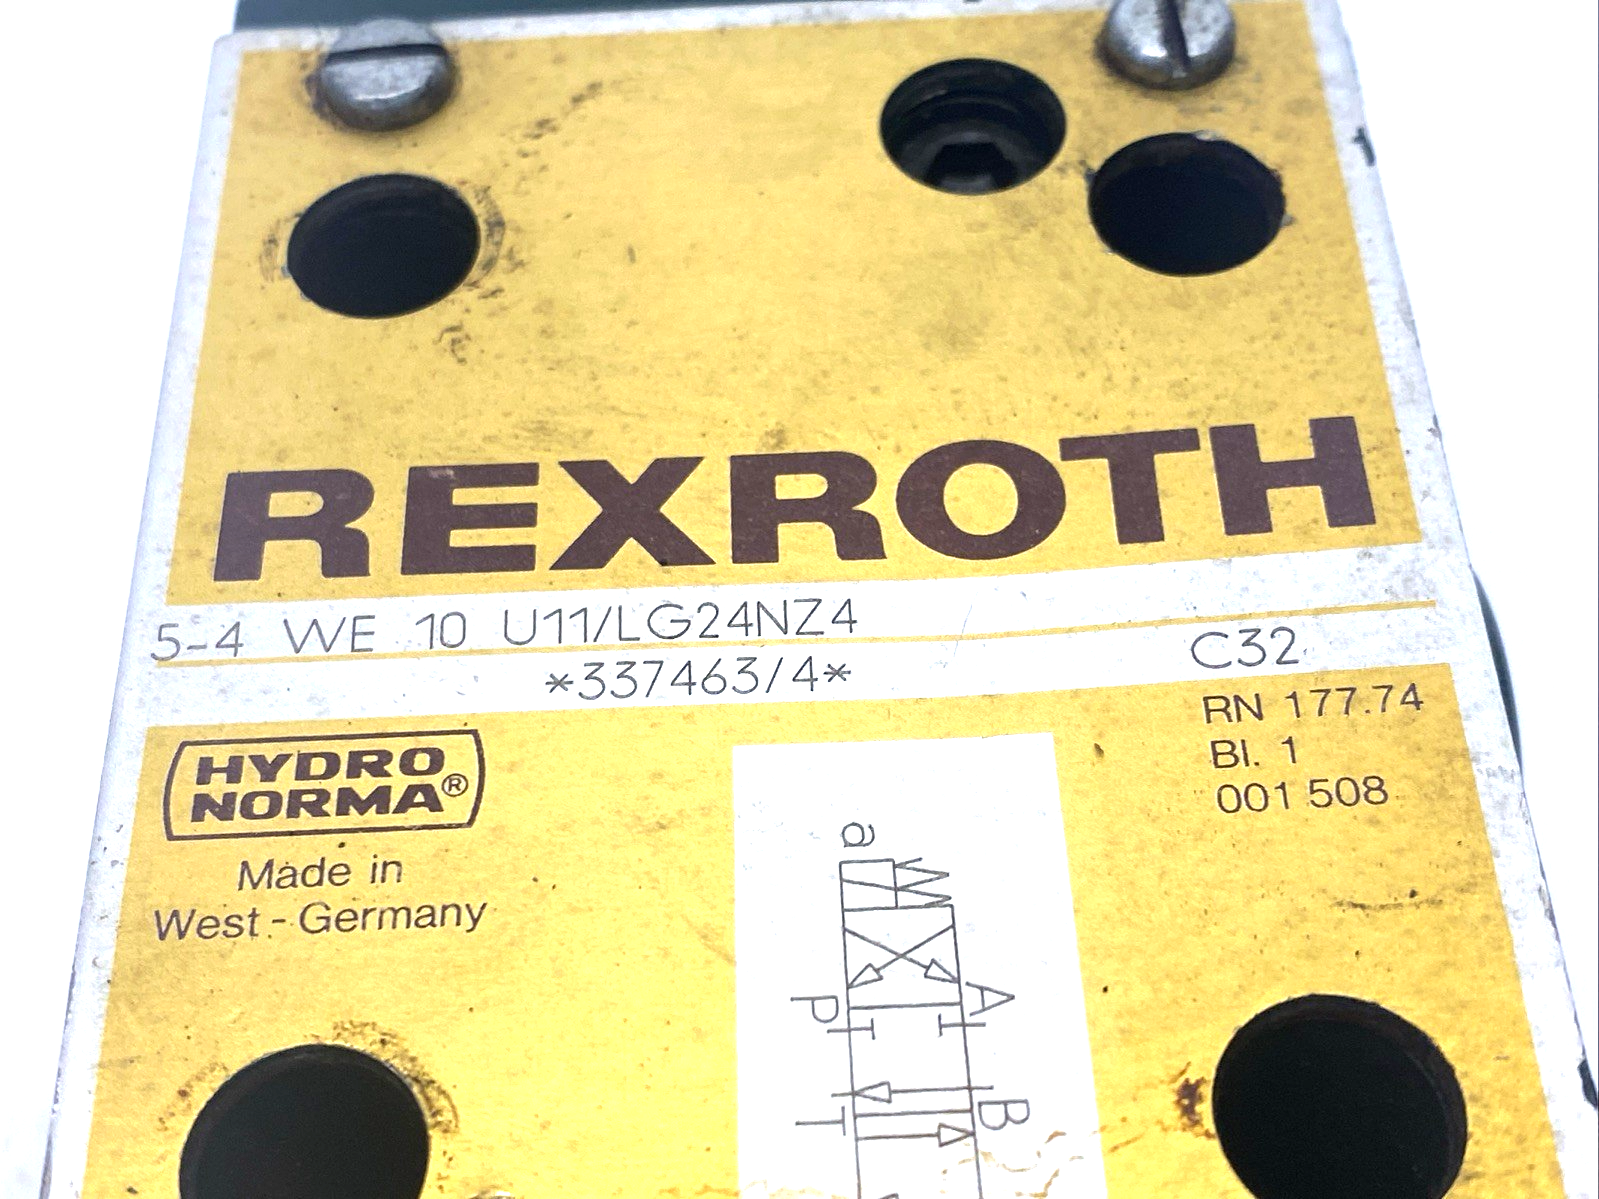 REXROTH
5-4 WE 10 U11/LG24NZ4
*337463/4*
C32
RN 177.74
Bl. 1
001 508
HYDRO
NORMA®
Made in
West-Germany
a
A
P
B
T